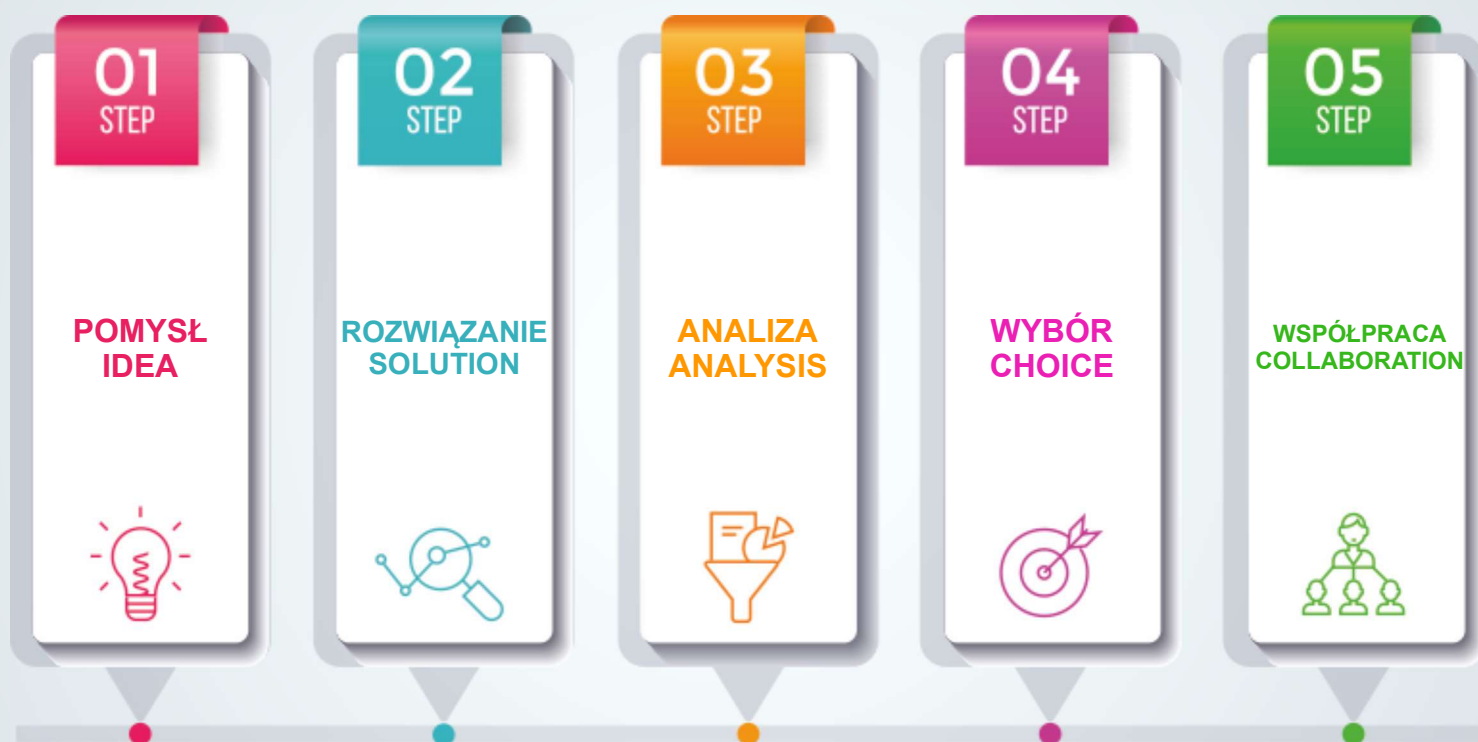 01
STEP
POMYSŁ
IDEA
02
STEP
ROZWIĄZANIE
SOLUTION
03
STEP
ANALIZA
ANALYSIS
04
STEP
WYBÓR
CHOICE
05
STEP
WSPÓŁPRACA
COLLABORATION